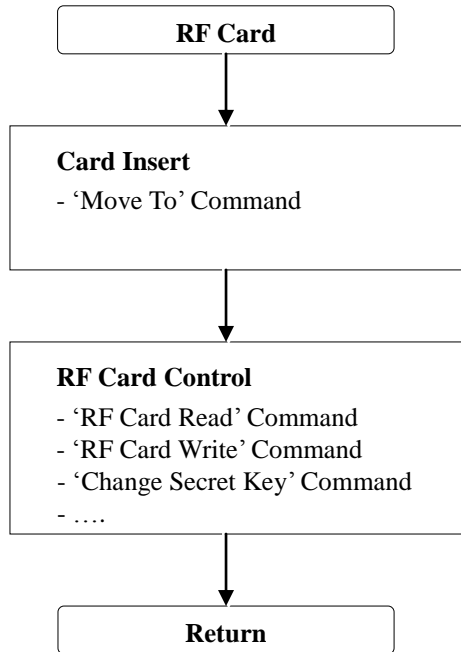 RF Card
Card Insert
- ‘Move To’ Command
RF Card Control
- ‘RF Card Read’ Command
- ‘RF Card Write’ Command
- ‘Change Secret Key’ Command
- ….
Return